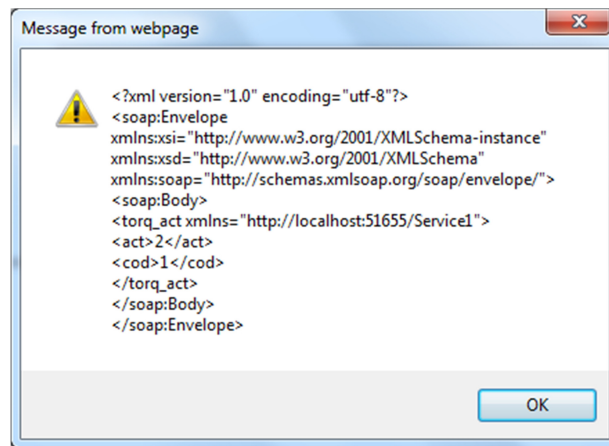 Message from webpage
<?xml version="1.0" encoding="utf-8"?>
<soap:Envelope
xmlns:xsi="http://www.w3.org/2001/XMLSchema-instance"
xmlns:xsd="http://www.w3.org/2001/XMLSchema"
xmlns:soap="http://schemas.xmlsoap.org/soap/envelope/">
<soap:Body>
<torq_act xmlns="http://localhost:51655/Service1">
<act>2</act>
<cod>1</cod>
</torq_act>
</soap:Body>
</soap:Envelope>
OK